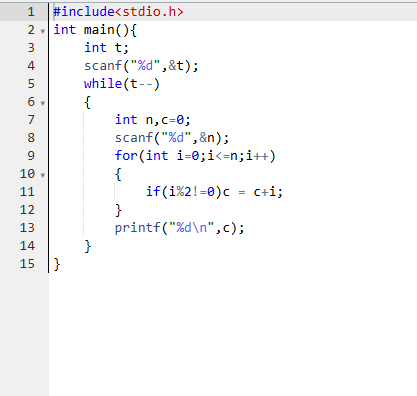 1 #include<stdio.h>
2 int main(){
3 int t;
4 scanf("%d",&t);
5 while(t--)
6 {
7 int n,c=0;
8 scanf("%d",&n);
9 for(int i=0;i<=n;i++)
10 {
11 if(i%2!=0)c = c+i;
12 }
13 printf("%d\n",c);
14 }
15 }